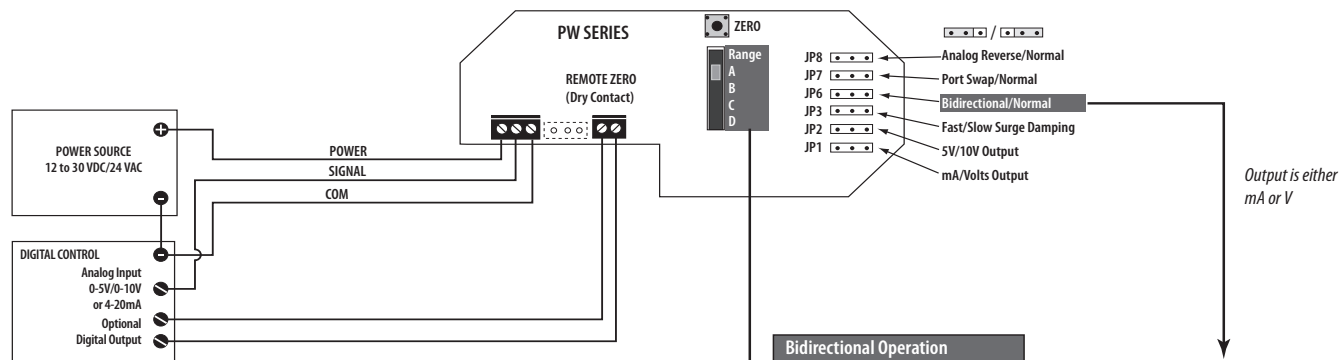 PW SERIES
ZERO
Range
A
B
C
D
REMOTE ZERO
(Dry Contact)
/
JP8
JP7
JP6
JP3
JP2
JP1
Analog Reverse/Normal
Port Swap/Normal
Bidirectional/Normal
Fast/Slow Surge Damping
5V/10V Output
mA/Volts Output
Output is either
mA or V
POWER SOURCE
12 to 30 VDC/24 VAC
POWER
SIGNAL
COM
DIGITAL CONTROL
Analog Input
0-5V/0-10V
or 4-20mA
Optional
Digital Output
Bidirectional Operation